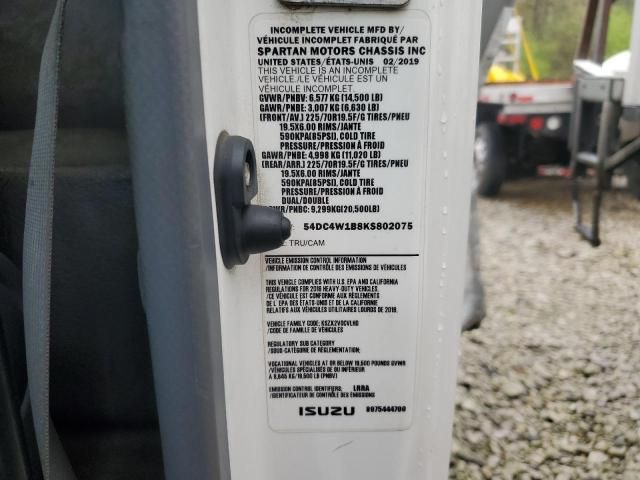 INCOMPLETE VEHICLE MFD BY/
VÉHICULE INCOMPLET FABRIQUÉ PAR
SPARTAN MOTORS CHASSIS INC
UNITED STATES/ÉTATS-UNIS 02/2019
THIS VEHICLE IS AN INCOMPLETE
VEHICLE./LE VÉHICULE EST UN
VÉHICULE INCOMPLET.
GVWR/PNBV: 6,577 KG (14,500 LB)
GAWR/PNBE: 3,007 KG (6,630 LB)
(FRONT/AV.) 225/70R19.5F/G TIRES/PNEU
19.5X6.00 RIMS/JANTE
590KPA(85PSI), COLD TIRE
PRESSURE/PRESSION À FROID
GAWR/PNBE: 4,998 KG (11,020 LB)
(REAR/ARR.) 225/70R19.5F/G TIRES/PNEU
19.5X6.00 RIMS/JANTE
590KPA(85PSI), COLD TIRE
PRESSURE/PRESSION À FROID
DUAL/DOUBLE
/PNBC: 9,299KG(20,500LB)
54DC4W1B8KS802075
: TRU/CAM
VEHICLE EMISSION CONTROL INFORMATION
/INFORMATION DE CONTRÔLE DES ÉMISSIONS DE VÉHICULES
THIS VEHICLE COMPLIES WITH U.S. EPA AND CALIFORNIA
REGULATIONS FOR 2019 HEAVY-DUTY VEHICLES.
/CE VÉHICULE EST CONFORME AUX RÈGLEMENTS
DE L'EPA DES ÉTATS-UNIS ET DE LA CALIFORNIE
RELATIFS AUX VÉHICULES UTILITAIRES LOURDS DE 2019.
VEHICLE FAMILY CODE: KSZX2VOCVLHD
/CODE DE FAMILLE DE VÉHICULES
REGULATORY SUB CATEGORY
/SOUS-CATÉGORIE DE RÉGLEMENTATION:
VOCATIONAL VEHICLES AT OR BELOW 19,500 POUNDS GVWR
/VÉHICULES SPÉCIALISÉS DE OU INFÉRIEUR
À 8,845 KG/19,500 LB (PNBV)
EMISSION CONTROL IDENTIFIERS: LRRA
/IDENTIFICATEUR DE CONTRÔLE DES ÉMISSIONS
ISUZU 8975444700